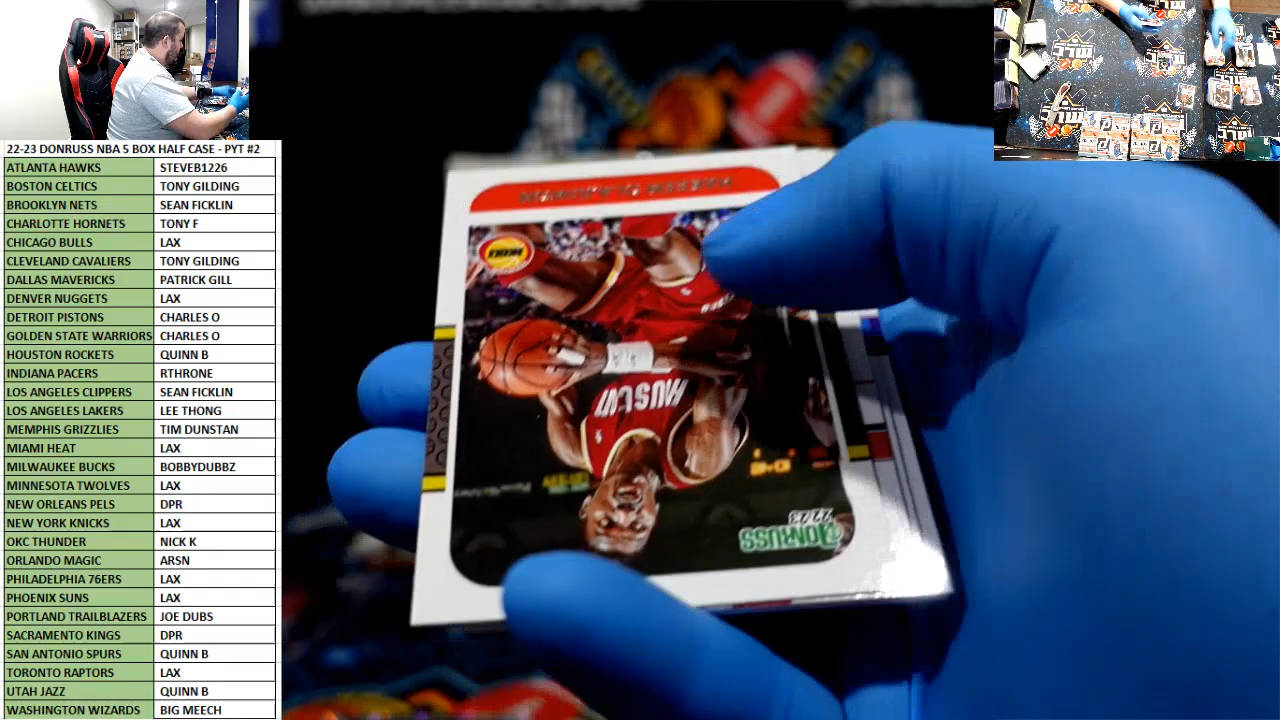 22-23 DONRUSS NBA 5 BOX HALF CASE - PYT #2
ATLANTA HAWKS STEVEB1226
BOSTON CELTICS TONY GILDING
BROOKLYN NETS SEAN FICKLIN
CHARLOTTE HORNETS TONY F
CHICAGO BULLS LAX
CLEVELAND CAVALIERS TONY GILDING
DALLAS MAVERICKS PATRICK GILL
DENVER NUGGETS LAX
DETROIT PISTONS CHARLES O
GOLDEN STATE WARRIORS CHARLES O
HOUSTON ROCKETS QUINN B
INDIANA PACERS RTHRONE
LOS ANGELES CLIPPERS SEAN FICKLIN
LOS ANGELES LAKERS LEE THONG
MEMPHIS GRIZZLIES TIM DUNSTAN
MIAMI HEAT LAX
MILWAUKEE BUCKS BOBBYDUBBZ
MINNESOTA TWOLVES LAX
NEW ORLEANS PELS DPR
NEW YORK KNICKS LAX
OKC THUNDER NICK K
ORLANDO MAGIC ARSN
PHILADELPHIA 76ERS LAX
PHOENIX SUNS LAX
PORTLAND TRAILBLAZERS JOE DUBS
SACRAMENTO KINGS DPR
SAN ANTONIO SPURS QUINN B
TORONTO RAPTORS LAX
UTAH JAZZ QUINN B
WASHINGTON WIZARDS BIG MEECH
HAKEEM OLAJUWON
HOUSTON
22-23
DONRUSS